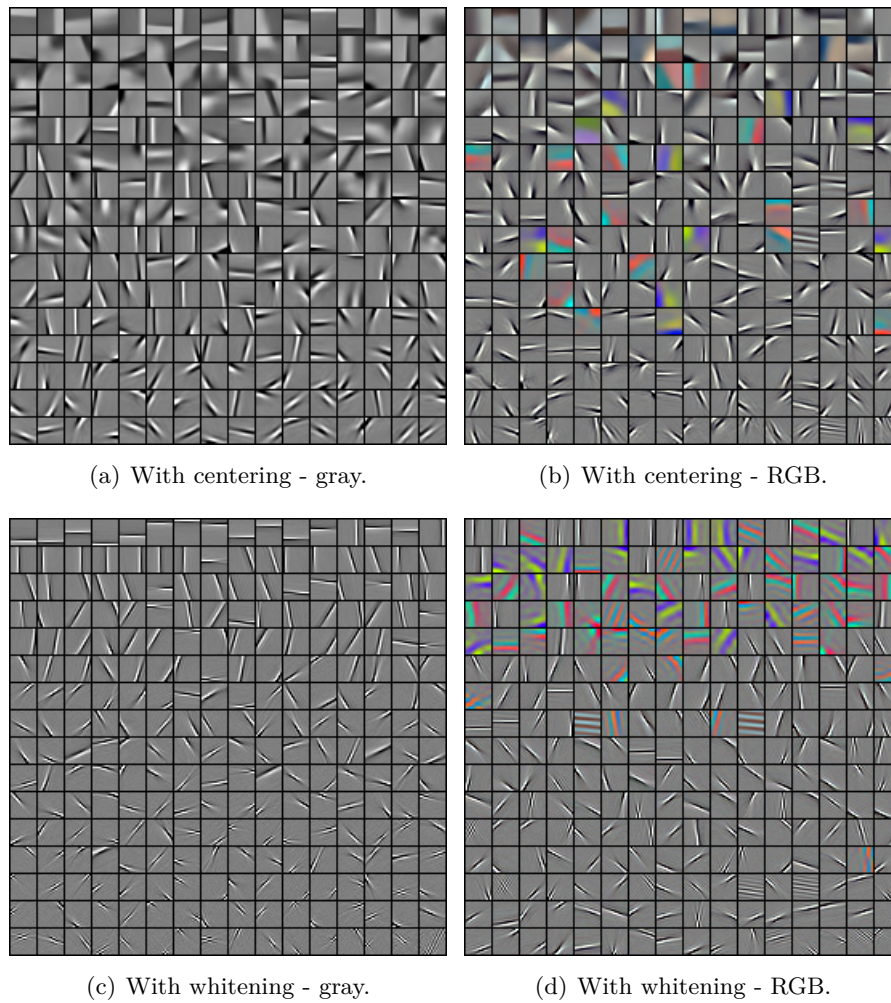 (a) With centering - gray.
(b) With centering - RGB.
(c) With whitening - gray.
(d) With whitening - RGB.